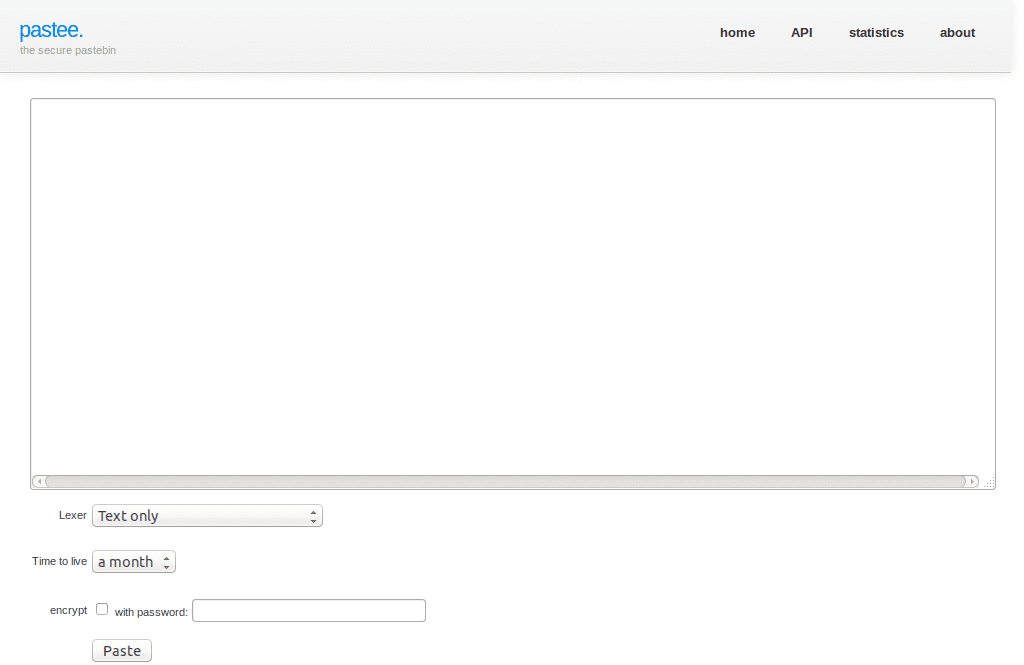 pastee.
the secure pastebin
home API statistics about
Lexer Text only
Time to live a month
encrypt with password:
Paste